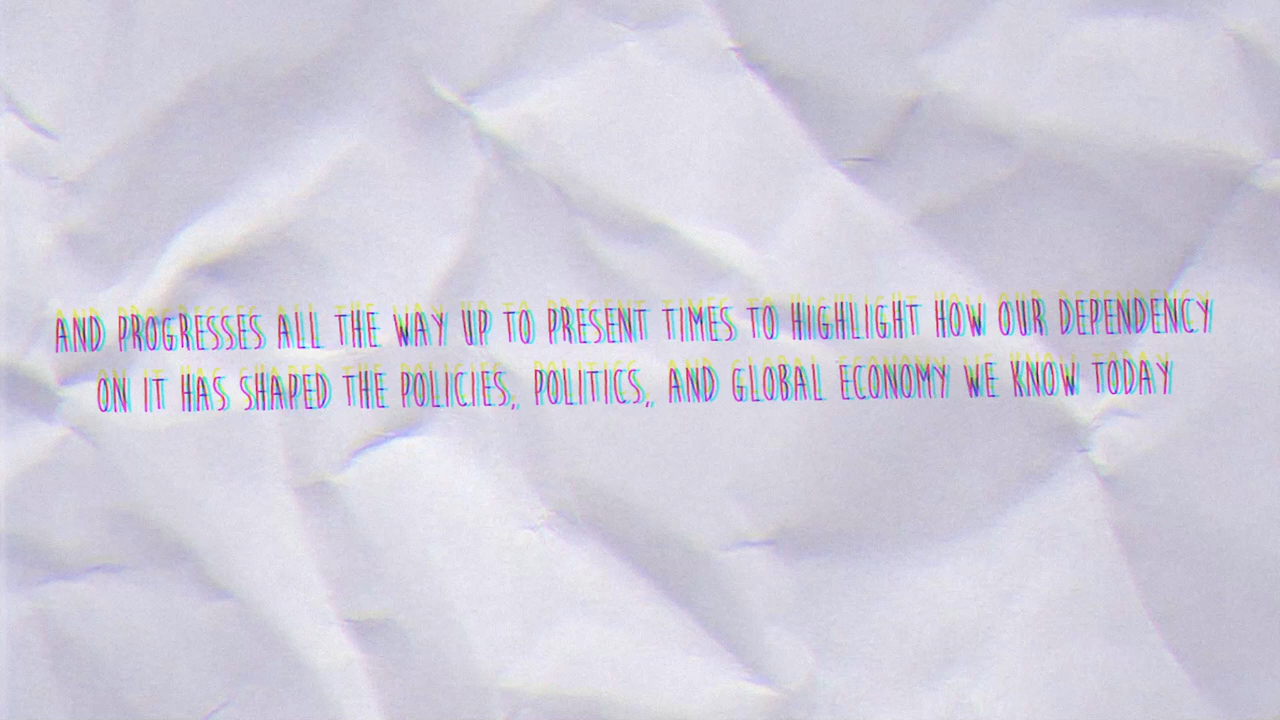 AND PROGRESSES ALL THE WAY UP TO PRESENT TIMES TO HIGHLIGHT HOW OUR DEPENDENCY
ON IT HAS SHAPED THE POLICIES, POLITICS, AND GLOBAL ECONOMY WE KNOW TODAY